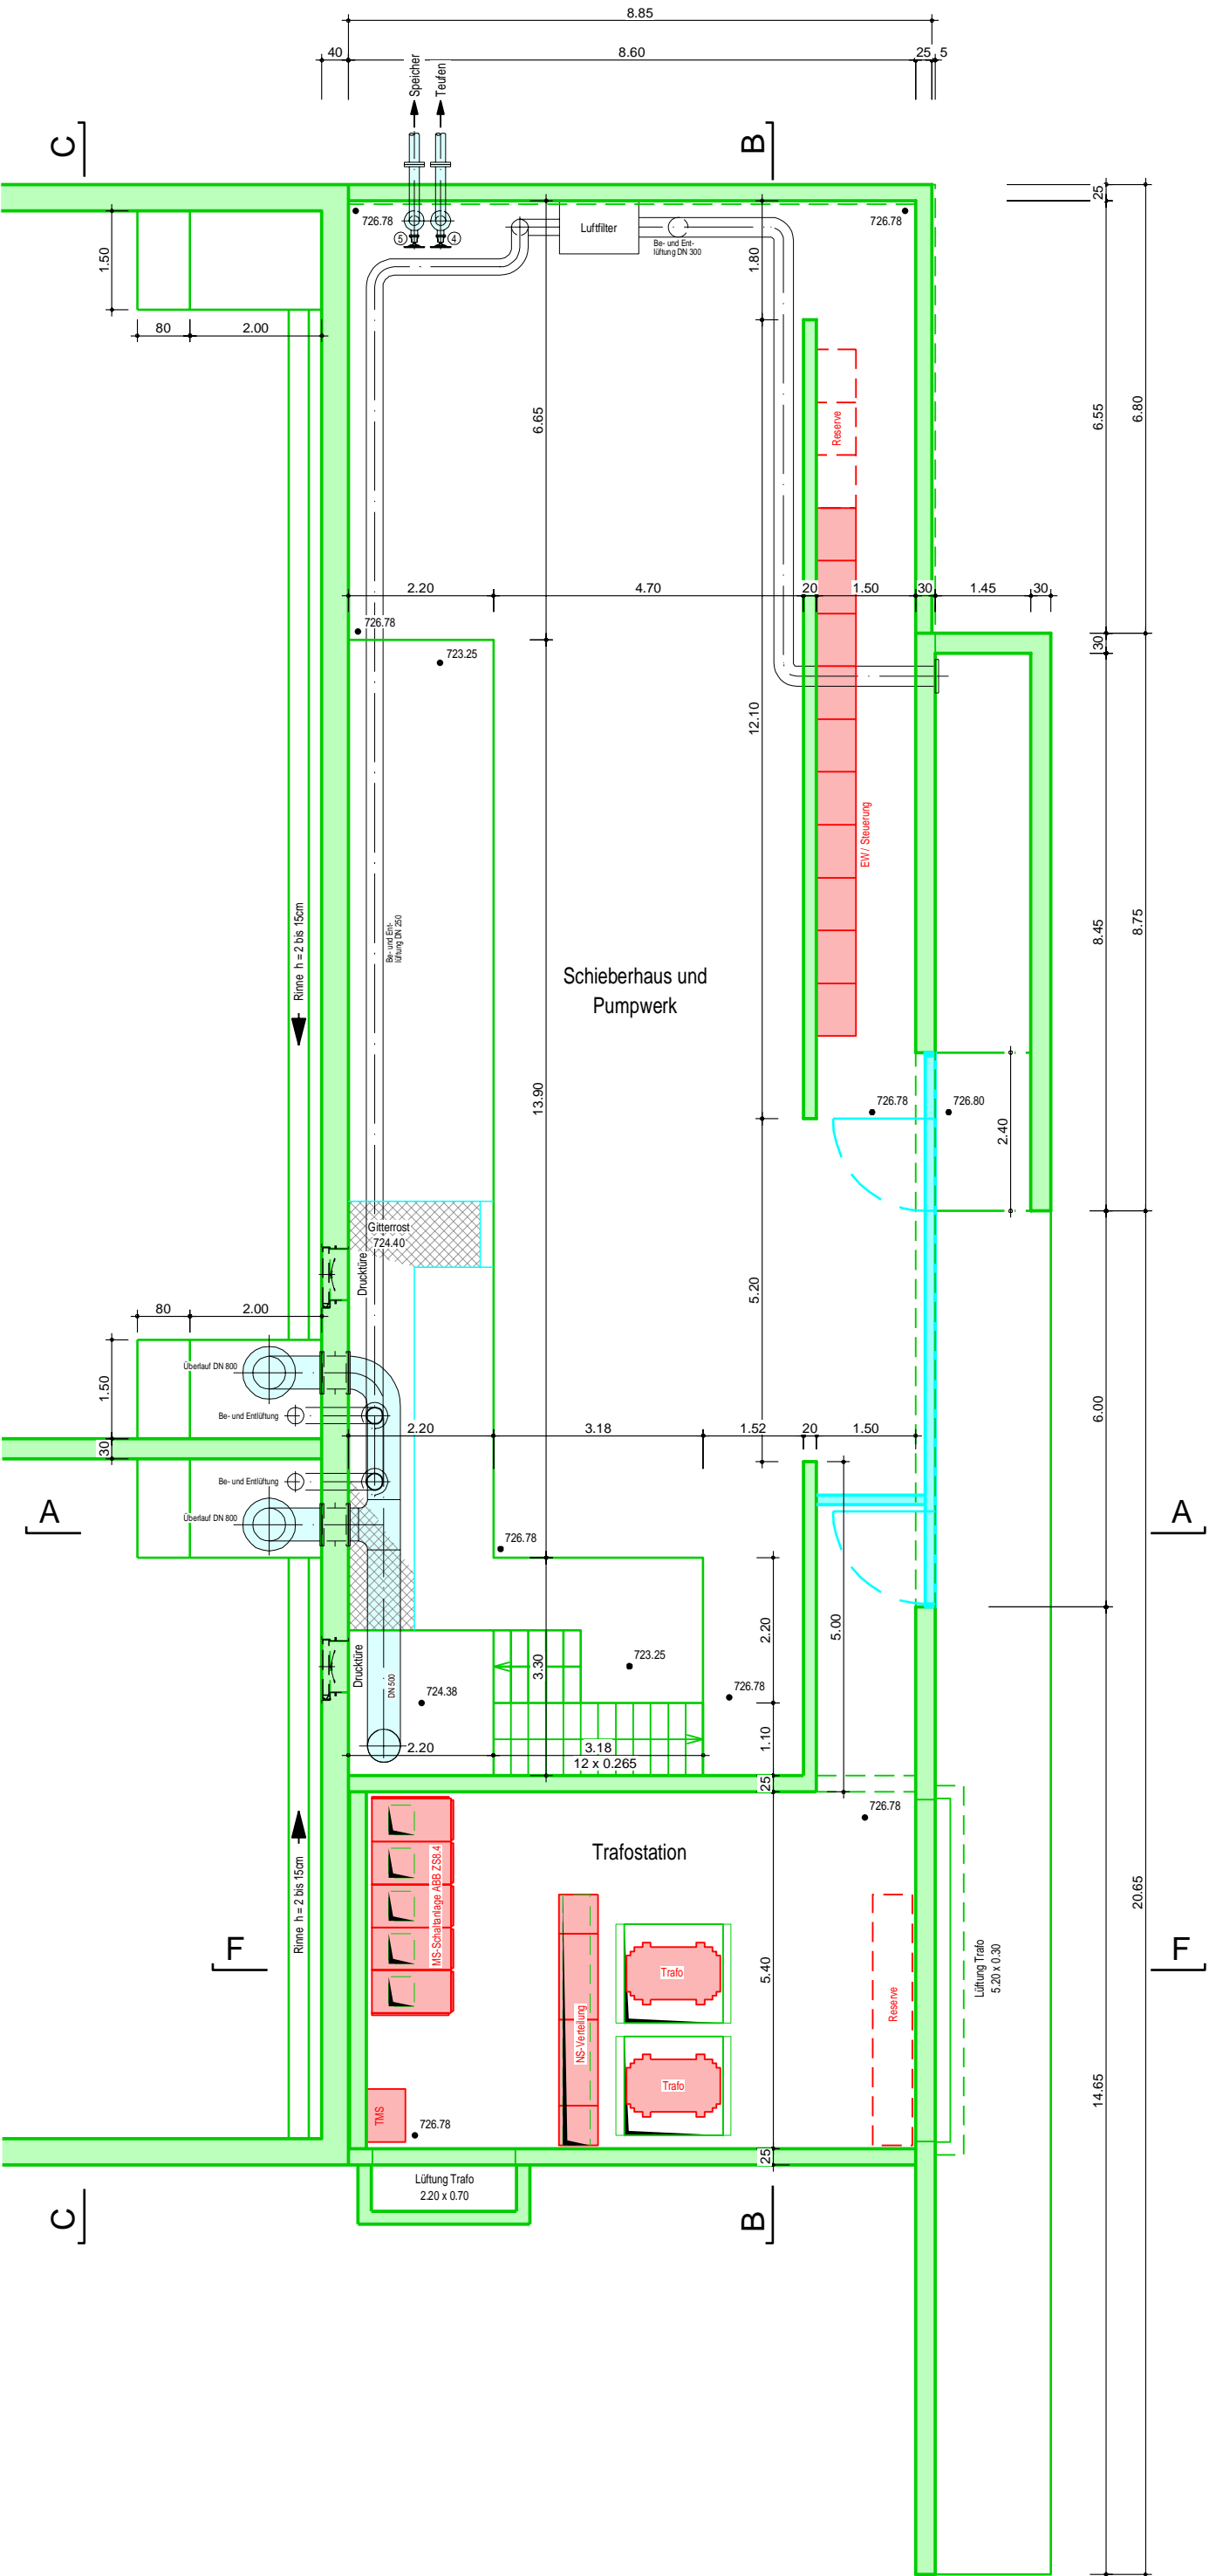 8.85
40
8.60
25
5
Speicher
Teufen
C
B
25
726.78
726.78
5
4
Luftfilter
Be- und Ent-
lüftung DN 300
1.50
1.80
80
2.00
6.65
Reserve
6.55
6.80
2.20
4.70
20
1.50
30
1.45
30
726.78
723.25
30
12.10
EW / Steuerung
Rinne h = 2 bis 15cm
Be- und Ent-
lüftung DN 250
8.45
8.75
Schieberhaus und
Pumpwerk
13.90
726.78
726.80
2.40
Gitterrost
724.40
Drucktüre
5.20
80
2.00
1.50
Überlauf DN 800
Be- und Entlüftung
2.20
3.18
1.52
20
1.50
6.00
30
Be- und Entlüftung
Überlauf DN 800
A
A
726.78
2.20
5.00
Drucktüre
3.30
723.25
DN 500
724.38
726.78
1.10
2.20
3.18
12 x 0.265
25
726.78
Trafostation
MS-Schaltanlage ABB ZS8.4
Rinne h = 2 bis 15cm
20.65
F
F
Trafo
5.40
Lüftung Trafo
5.20 x 0.30
NS-Verteilung
Reserve
Trafo
14.65
TMS
726.78
25
Lüftung Trafo
2.20 x 0.70
C
B